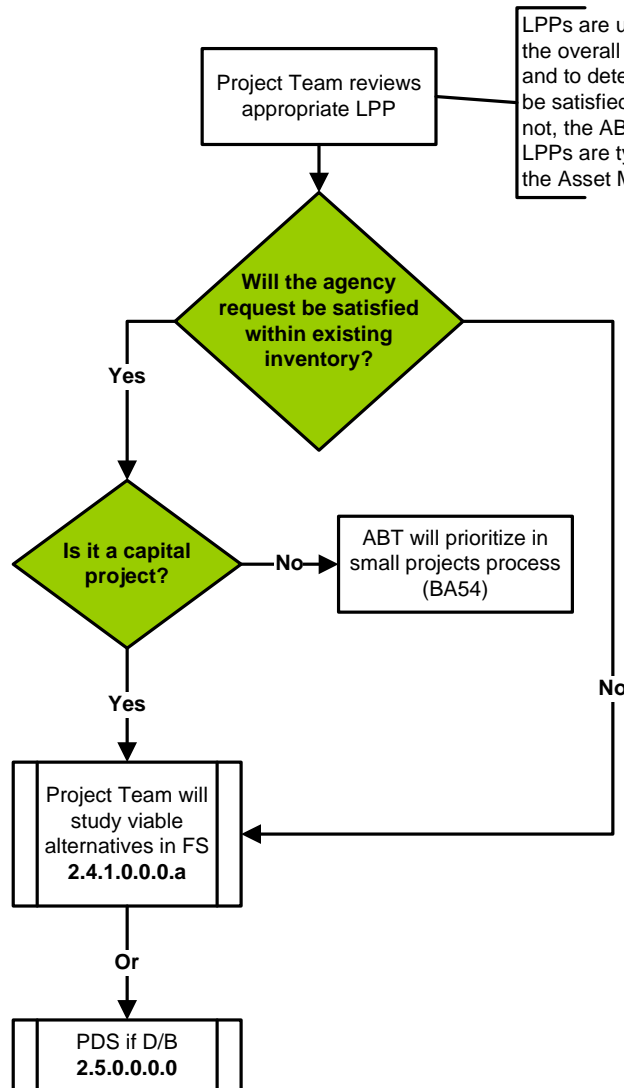 Project Team reviews
appropriate LPP
LPPs are
the overall
and to
be satisfied
not, the
LPPs are
the Asset
Will the agency
request be satisfied
within existing
inventory?
Yes
No
Is it a capital
project?
No
ABT will prioritize in
small projects process
(BA54)
Yes
Project Team will
study viable
alternatives in FS
2.4.1.0.0.0.a
Or
PDS if D/B
2.5.0.0.0.0